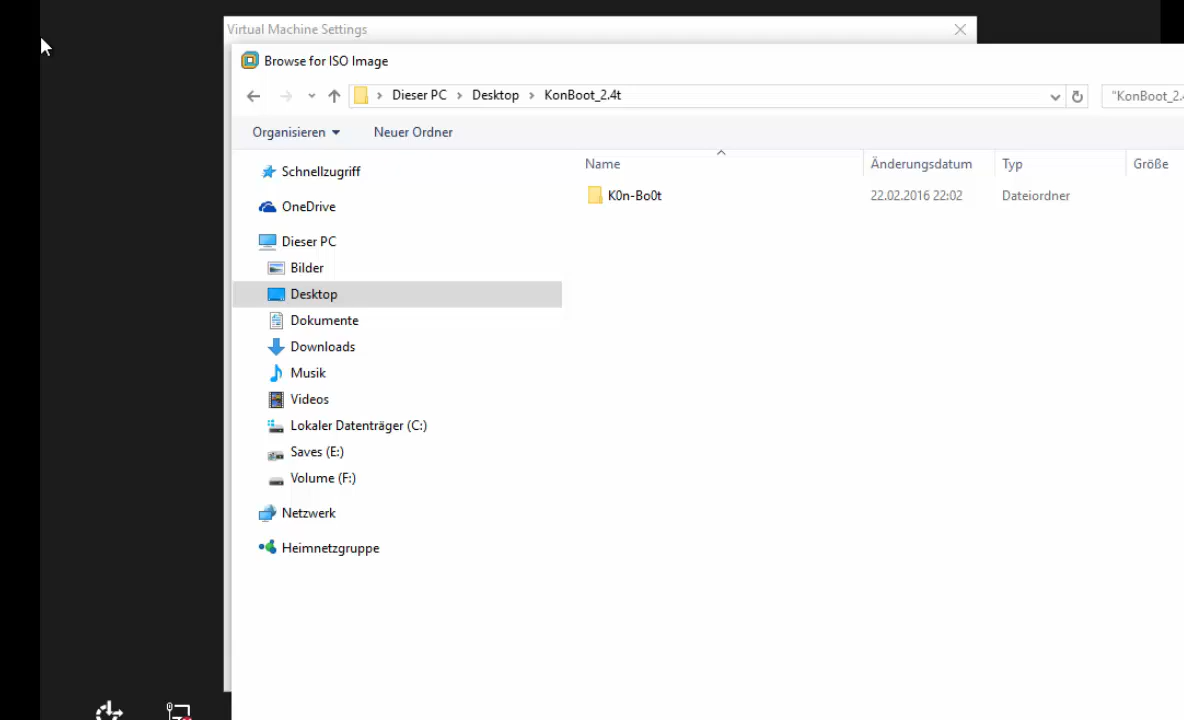 Virtual Machine Settings
Browse for ISO Image
Dieser PC > Desktop > KonBoot_2.4t
"KonBoot_2.4
Organisieren Neuer Ordner
Name Änderungsdatum Typ Größe
K0n-Bo0t 22.02.2016 22:02 Dateiordner
Schnellzugriff
OneDrive
Dieser PC
Bilder
Desktop
Dokumente
Downloads
Musik
Videos
Lokaler Datenträger (C:)
Saves (E:)
Volume (F:)
Netzwerk
Heimnetzgruppe